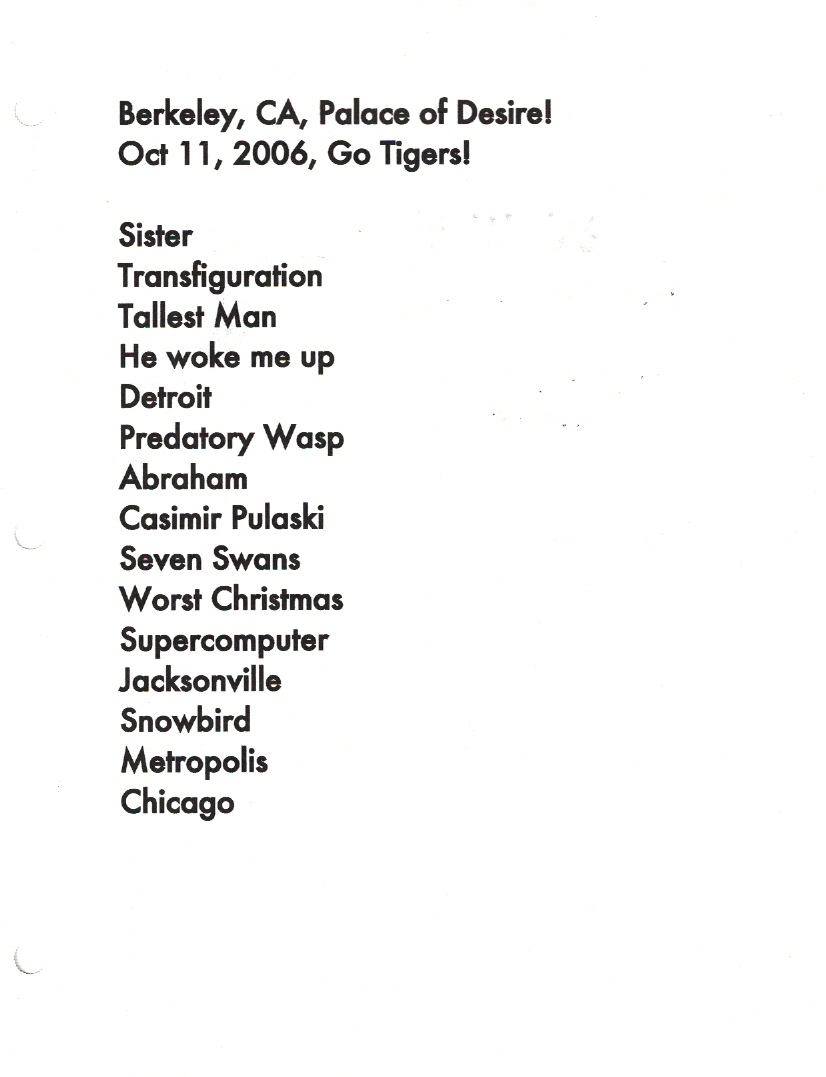 Berkeley, CA, Palace of Desire!
Oct 11, 2006, Go Tigers!
Sister
Transfiguration
Tallest Man
He woke me up
Detroit
Predatory Wasp
Abraham
Casimir Pulaski
Seven Swans
Worst Christmas
Supercomputer
Jacksonville
Snowbird
Metropolis
Chicago